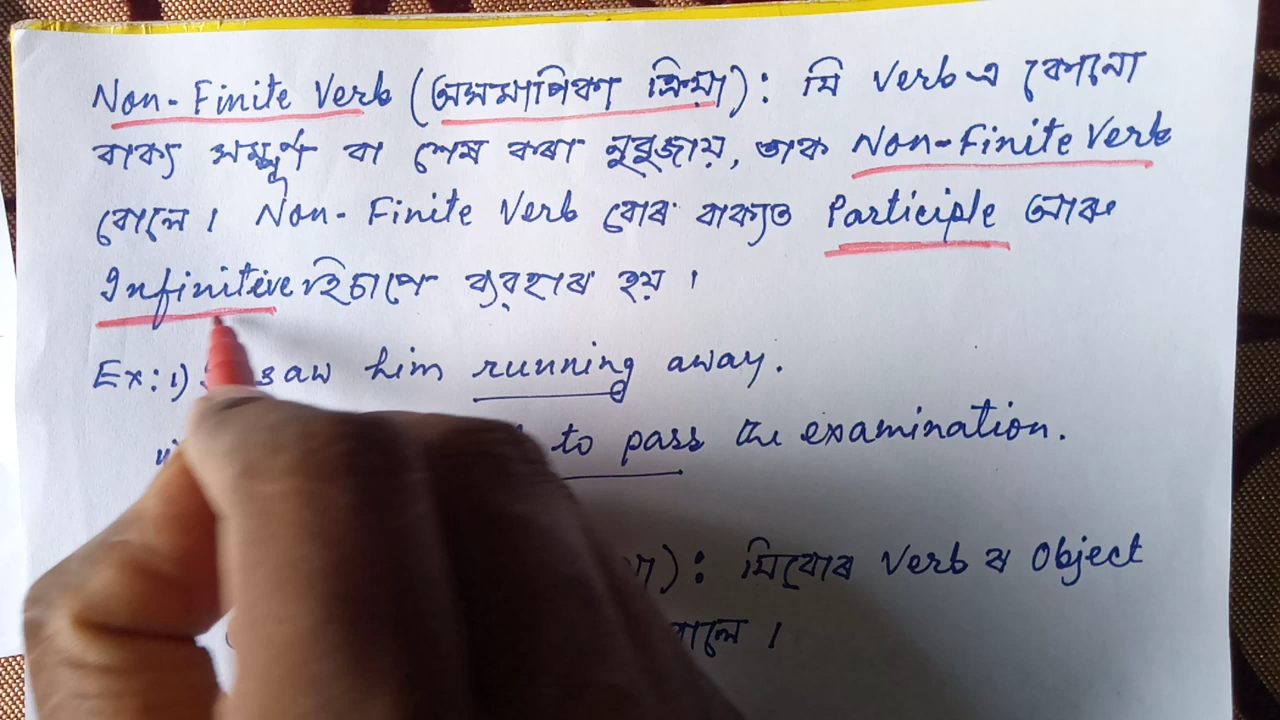 Non-Finite Verb (অসমাপিকা ক্ৰিয়া): যি Verb এ কোনো
বাক্য সম্পূৰ্ণ বা শেষ কৰা নুবুজায়, তাক Non-Finite Verb
বোলে। Non-Finite Verb বোৰ বাক্যত Participle আৰু
Infinitive হিচাপে ব্যৱহাৰ হয়।
Ex: i) saw him running away.
to pass the examination.
): যিবোৰ Verb ৰ Object
বোলে।